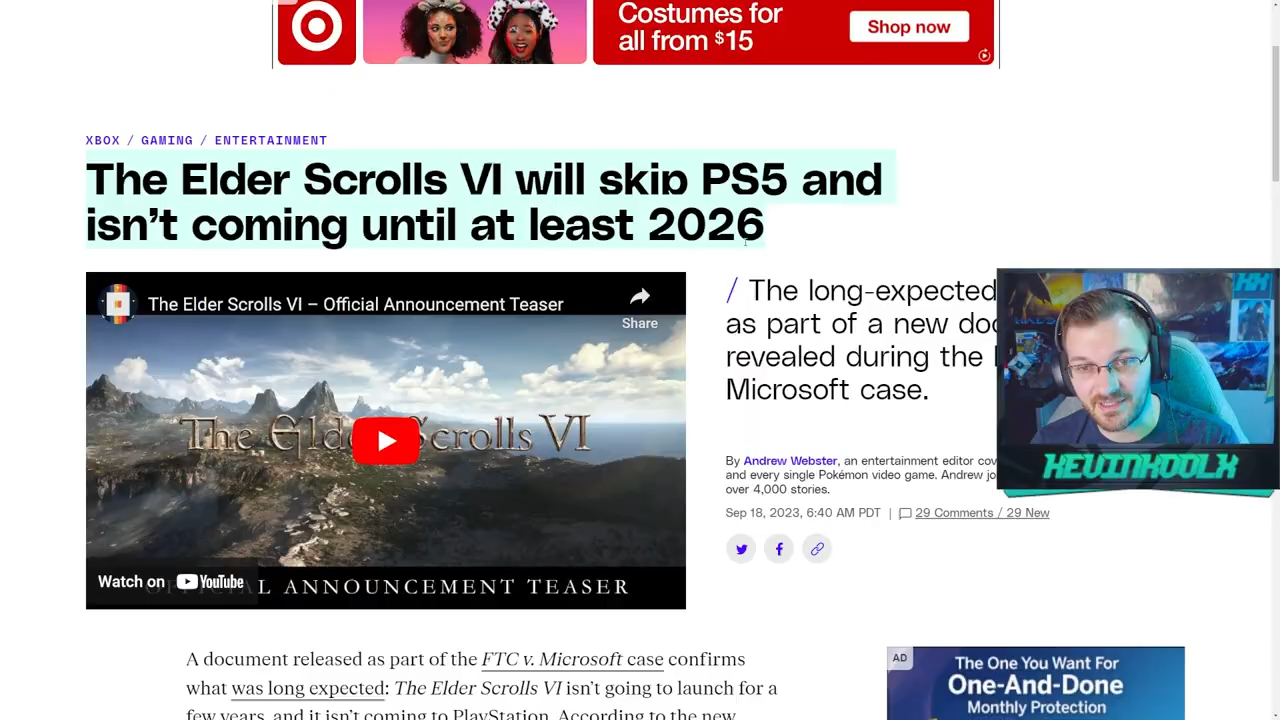 Costumes for
all from $15
Shop now
XBOX / GAMING / ENTERTAINMENT
The Elder Scrolls VI will skip PS5 and
isn't coming until at least 2026
The Elder Scrolls VI – Official Announcement Teaser
Share
The Elder Scrolls VI
Watch on YouTube
OFFICIAL ANNOUNCEMENT TEASER
/ The long-expected
as part of a new
revealed during the
Microsoft case.
KEVINKOOLX
By Andrew Webster, an entertainment editor
and every single Pokémon video game. Andrew
over 4,000 stories.
Sep 18, 2023, 6:40 AM PDT | 29 Comments / 29 New
A document released as part of the FTC v. Microsoft case confirms
what was long expected: The Elder Scrolls VI isn't going to launch for a
few years, and it isn't coming to PlayStation. According to the new
AD
The One You Want For
One-And-Done
Monthly Protection